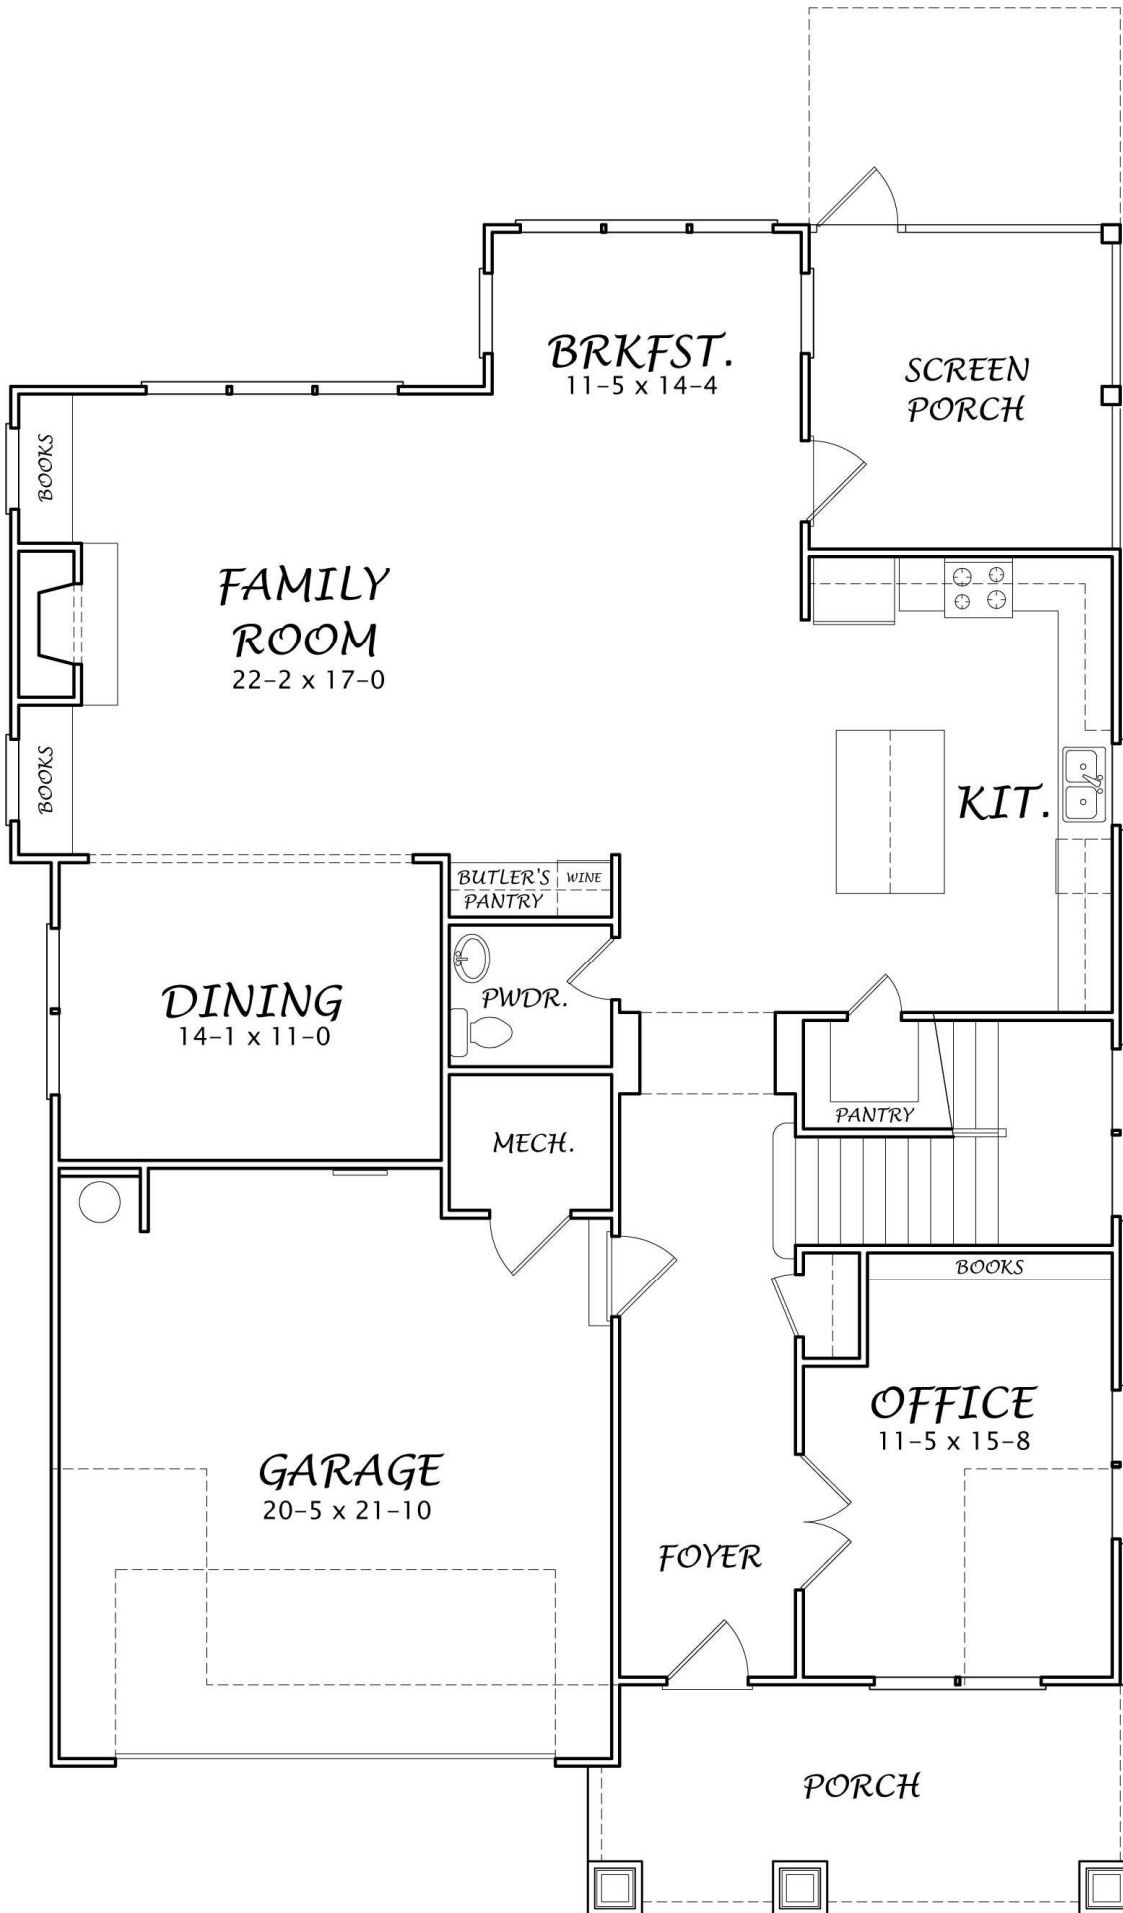 BRKFST.
11-5 x 14-4
SCREEN
PORCH
BOOKS
FAMILY
ROOM
22-2 x 17-0
BOOKS
KIT.
BUTLER'S
PANTRY
WINE
DINING
14-1 x 11-0
PWDR.
PANTRY
MECH.
BOOKS
OFFICE
11-5 x 15-8
GARAGE
20-5 x 21-10
FOYER
PORCH